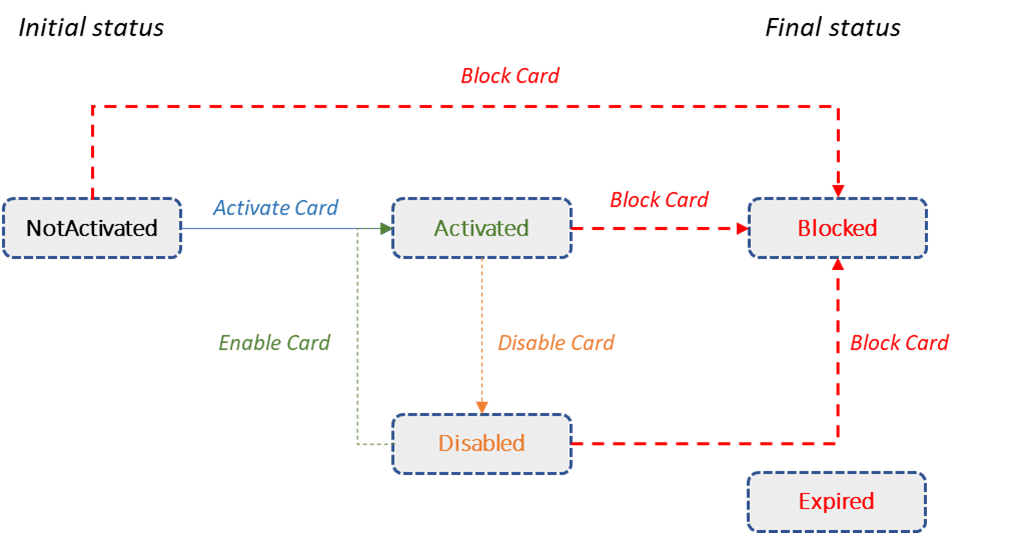 Initial status
Final status
Block Card
Activate Card
Block Card
NotActivated
Activated
Blocked
Enable Card
Disable Card
Block Card
Disabled
Expired